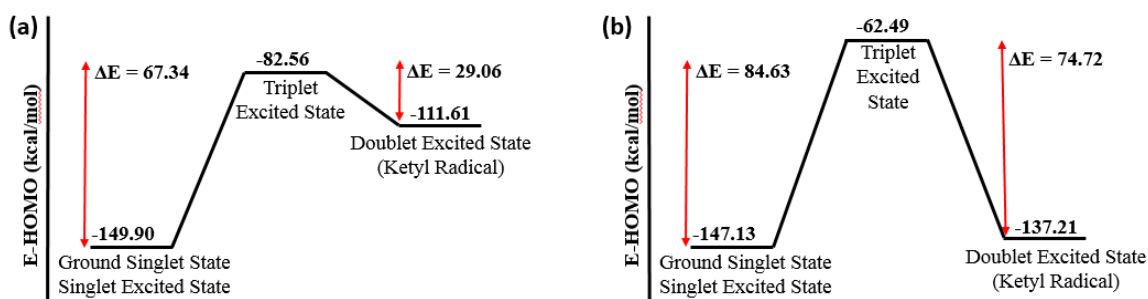 (a)
E-HOMO (kcal/mol)
ΔE = 67.34
-82.56
Triplet
Excited State
ΔE = 29.06
-111.61
Doublet Excited State
(Ketyl Radical)
-149.90
Ground Singlet State
Singlet Excited State
(b)
E-HOMO (kcal/mol)
ΔE = 84.63
-62.49
Triplet
Excited
State
ΔE = 74.72
-147.13
Ground Singlet State
Singlet Excited State
-137.21
Doublet Excited State
(Ketyl Radical)